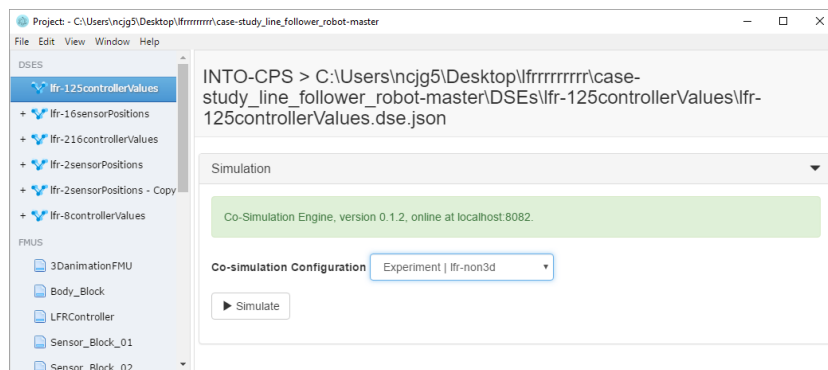 Project: - C:\Users\ncjg5\Desktop\lfrrrrrrrrr\case-study_line_follower_robot-master
File Edit View Window Help
DSES
lfr-125controllerValues
+ lfr-16sensorPositions
+ lfr-216controllerValues
+ lfr-2sensorPositions
+ lfr-2sensorPositions - Copy
+ lfr-8controllerValues
FMUS
3DanimationFMU
Body_Block
LFRController
Sensor_Block_01
Sensor_Block_02
INTO-CPS > C:\Users\ncjg5\Desktop\lfrrrrrrrrr\case-
study_line_follower_robot-master\DSEs\lfr-125controllerValues\lfr-
125controllerValues.dse.json
Simulation
Co-Simulation Engine, version 0.1.2, online at localhost:8082.
Co-simulation Configuration Experiment | lfr-non3d
Simulate